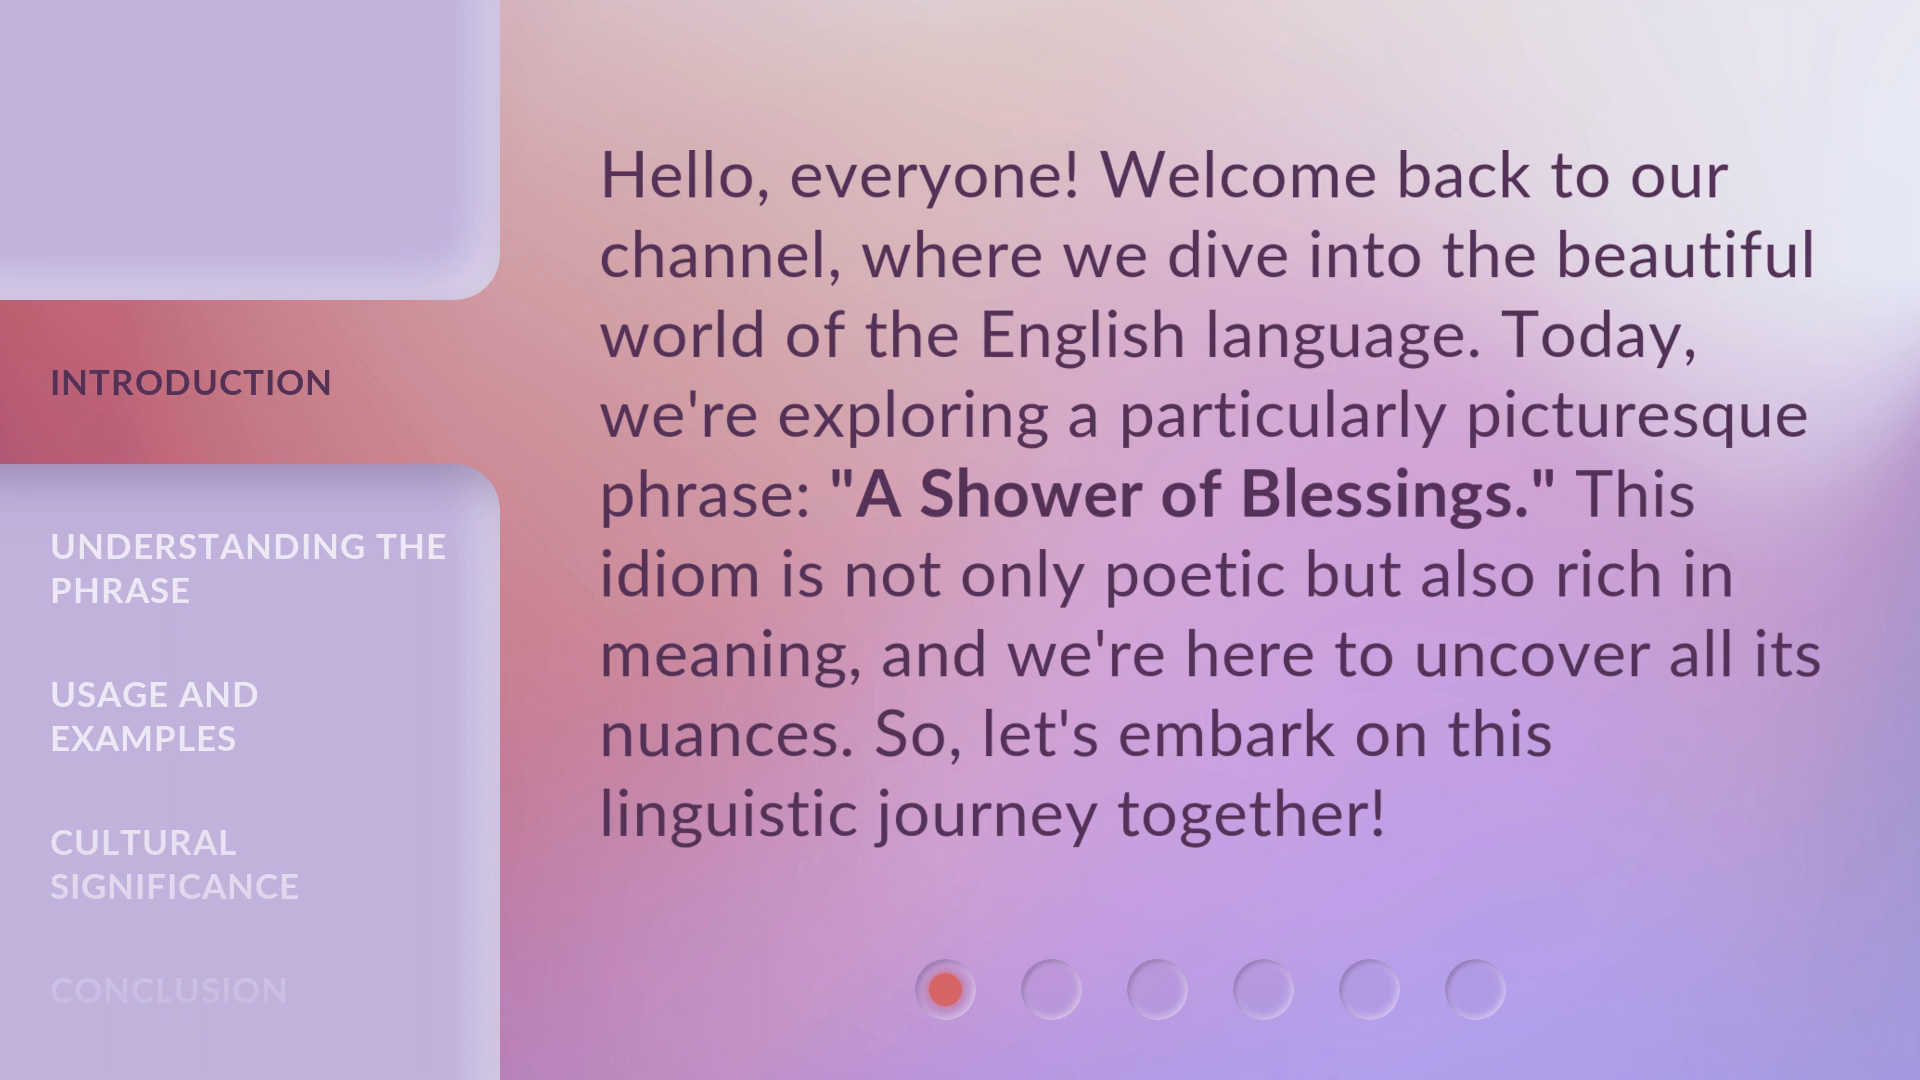 INTRODUCTION
UNDERSTANDING THE
PHRASE
USAGE AND
EXAMPLES
CULTURAL
SIGNIFICANCE
CONCLUSION
Hello, everyone! Welcome back to our
channel, where we dive into the beautiful
world of the English language. Today,
we're exploring a particularly picturesque
phrase: "A Shower of Blessings." This
idiom is not only poetic but also rich in
meaning, and we're here to uncover all its
nuances. So, let's embark on this
linguistic journey together!